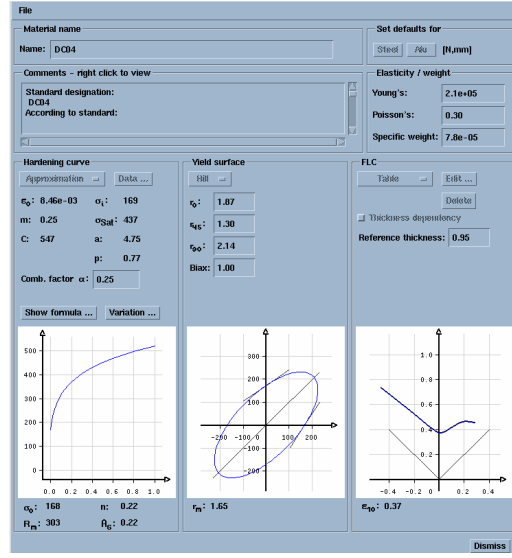 File
Material name
Name: DC04
Set defaults for
Steel Alu [N,mm]
Comments - right click to view
Standard designation:
DC04
According to standard:
Elasticity / weight
Young's: 2.1e+05
Poisson's: 0.30
Specific weight: 7.8e-05
Hardening curve
Approximation Data ...
ε₀: 8.46e-03 σᵢ: 169
m: 0.25 σSat: 437
C: 547 a: 4.75
p: 0.77
Comb. factor α: 0.25
Show formula ... Variation ...
500
400
300
200
100
0
0.0 0.2 0.4 0.6 0.8 1.0
σ₀: 168 n: 0.22
Rm: 303 ÂG: 0.22
Yield surface
Hill
r₀: 1.87
r₄₅: 1.30
r₉₀: 2.14
Biax: 1.00
300
200
100
-200 -100 0 100 200
-100
-200
rm: 1.65
FLC
Table Edit ...
Delete
Thickness dependency
Reference thickness: 0.95
1.0
0.8
0.6
0.4
0.2
-0.4 -0.2 0 0.2 0.4
ε₁₀: 0.37
Dismiss